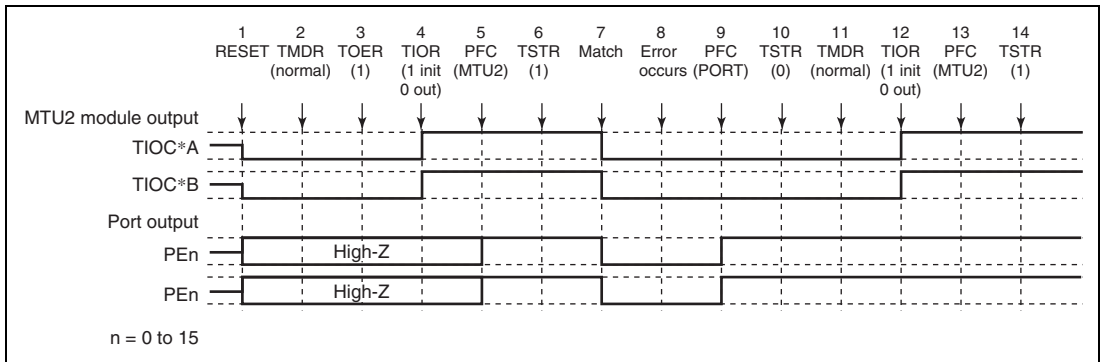 1 2 3 4 5 6 7 8 9 10 11 12 13 14
RESET TMDR TOER TIOR PFC TSTR Match Error PFC TSTR TMDR TIOR PFC TSTR
(normal) (1) (1 init (MTU2) (1) occurs (PORT) (0) (normal) (1 init (MTU2) (1)
0 out) 0 out)
MTU2 module output
TIOC*A
TIOC*B
Port output
PEn High-Z
PEn High-Z
n = 0 to 15